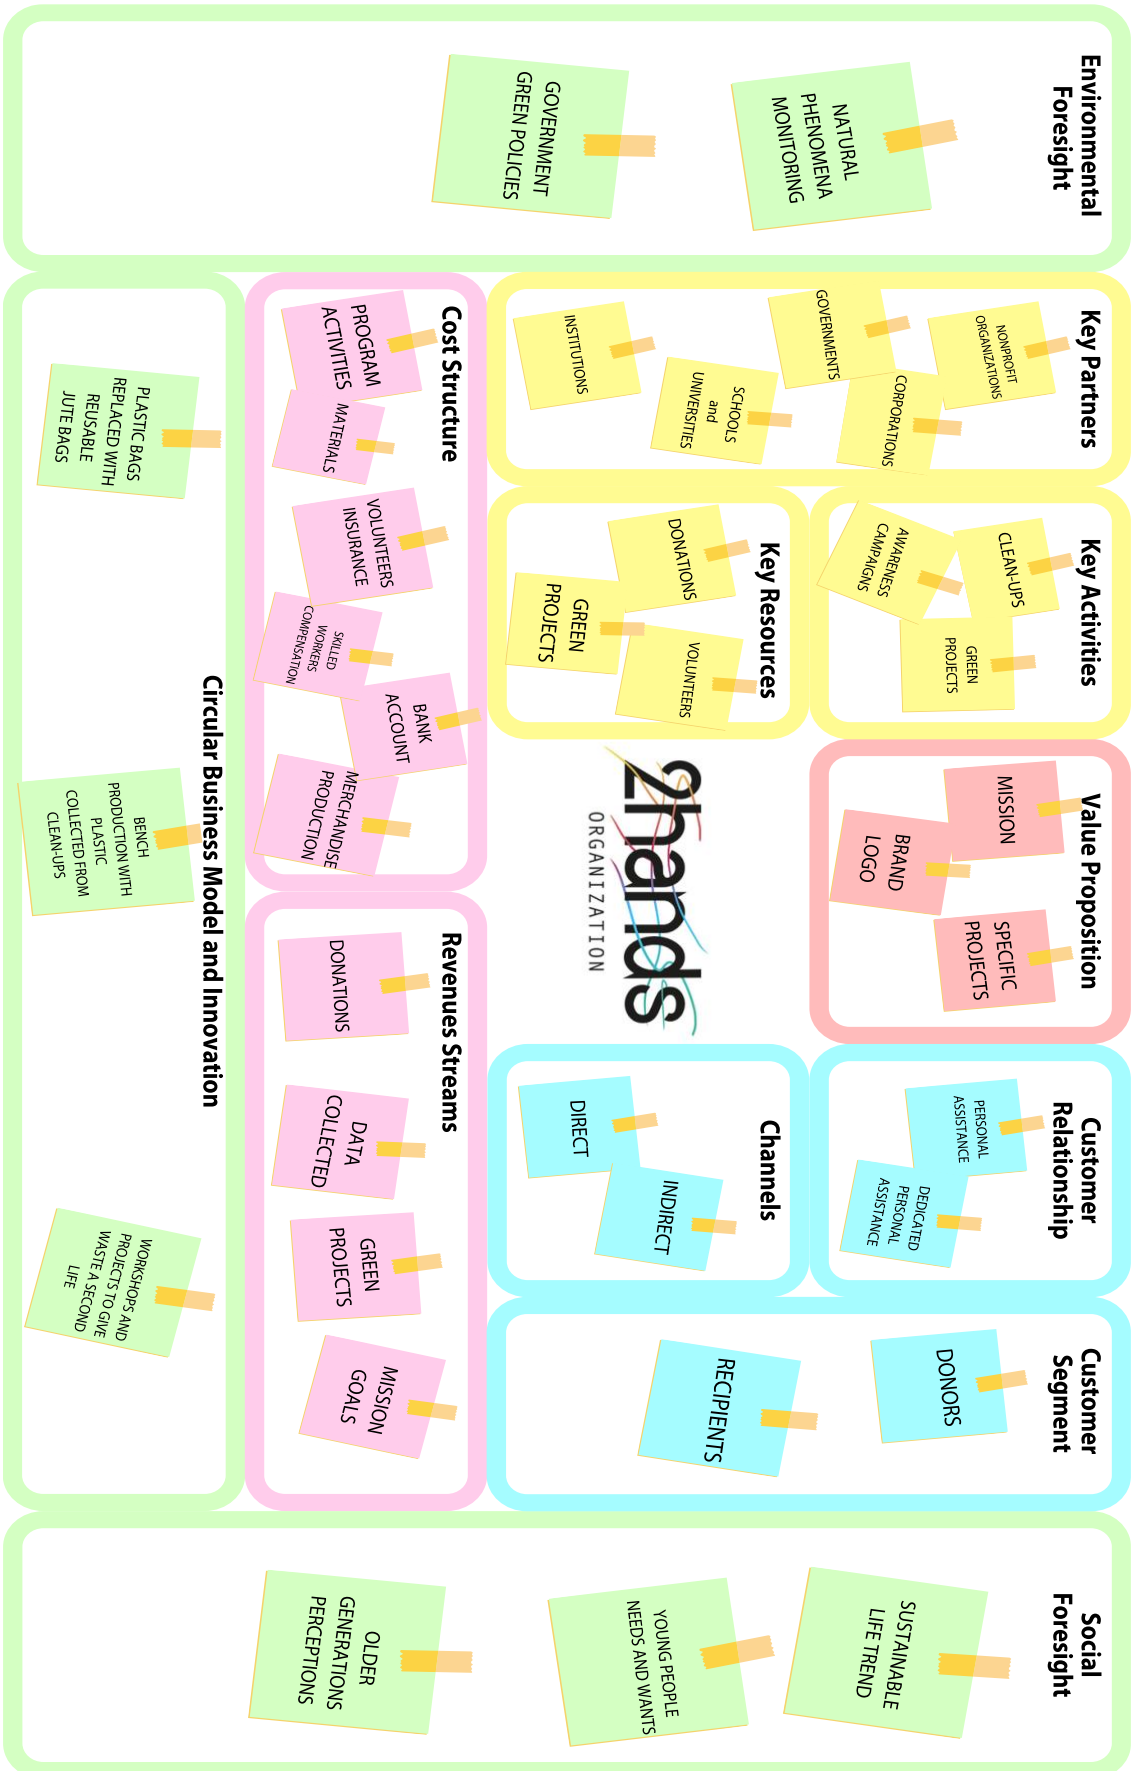 Environmental
Foresight
NATURAL
PHENOMENA
MONITORING
GOVERNMENT
GREEN POLICIES
Key Partners
NONPROFIT
ORGANIZATIONS
GOVERNMENTS
CORPORATIONS
SCHOOLS
and
UNIVERSITIES
INSTITUTIONS
Key Activities
CLEAN-UPS
AWARENESS
CAMPAIGNS
GREEN
PROJECTS
Key Resources
DONATIONS
GREEN
PROJECTS
VOLUNTEERS
Value Proposition
MISSION
BRAND
LOGO
SPECIFIC
PROJECTS
2hands
ORGANIZATION
Customer
Relationship
PERSONAL
ASSISTANCE
DEDICATED
PERSONAL
ASSISTANCE
Channels
DIRECT
INDIRECT
Customer
Segment
DONORS
RECIPIENTS
Cost Structure
PROGRAM
ACTIVITIES
MATERIALS
VOLUNTEERS
INSURANCE
SKILLED
WORKERS
COMPENSATION
BANK
ACCOUNT
MERCHANDISE
PRODUCTION
Revenues Streams
DONATIONS
DATA
COLLECTED
GREEN
PROJECTS
MISSION
GOALS
Circular Business Model and Innovation
PLASTIC BAGS
REPLACED WITH
REUSABLE
JUTE BAGS
BENCH
PRODUCTION WITH
PLASTIC
COLLECTED FROM
CLEAN-UPS
WORKSHOPS AND
PROJECTS TO GIVE
WASTE A SECOND
LIFE
Social
Foresight
SUSTAINABLE
LIFE TREND
YOUNG PEOPLE
NEEDS AND WANTS
OLDER
GENERATIONS
PERCEPTIONS